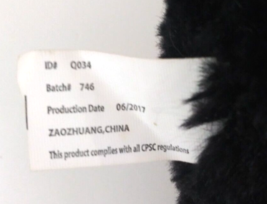 ID# Q034
Batch# 746
Production Date 06/2017
ZAOZHUANG,CHINA
This product complies with all CPSC regulations